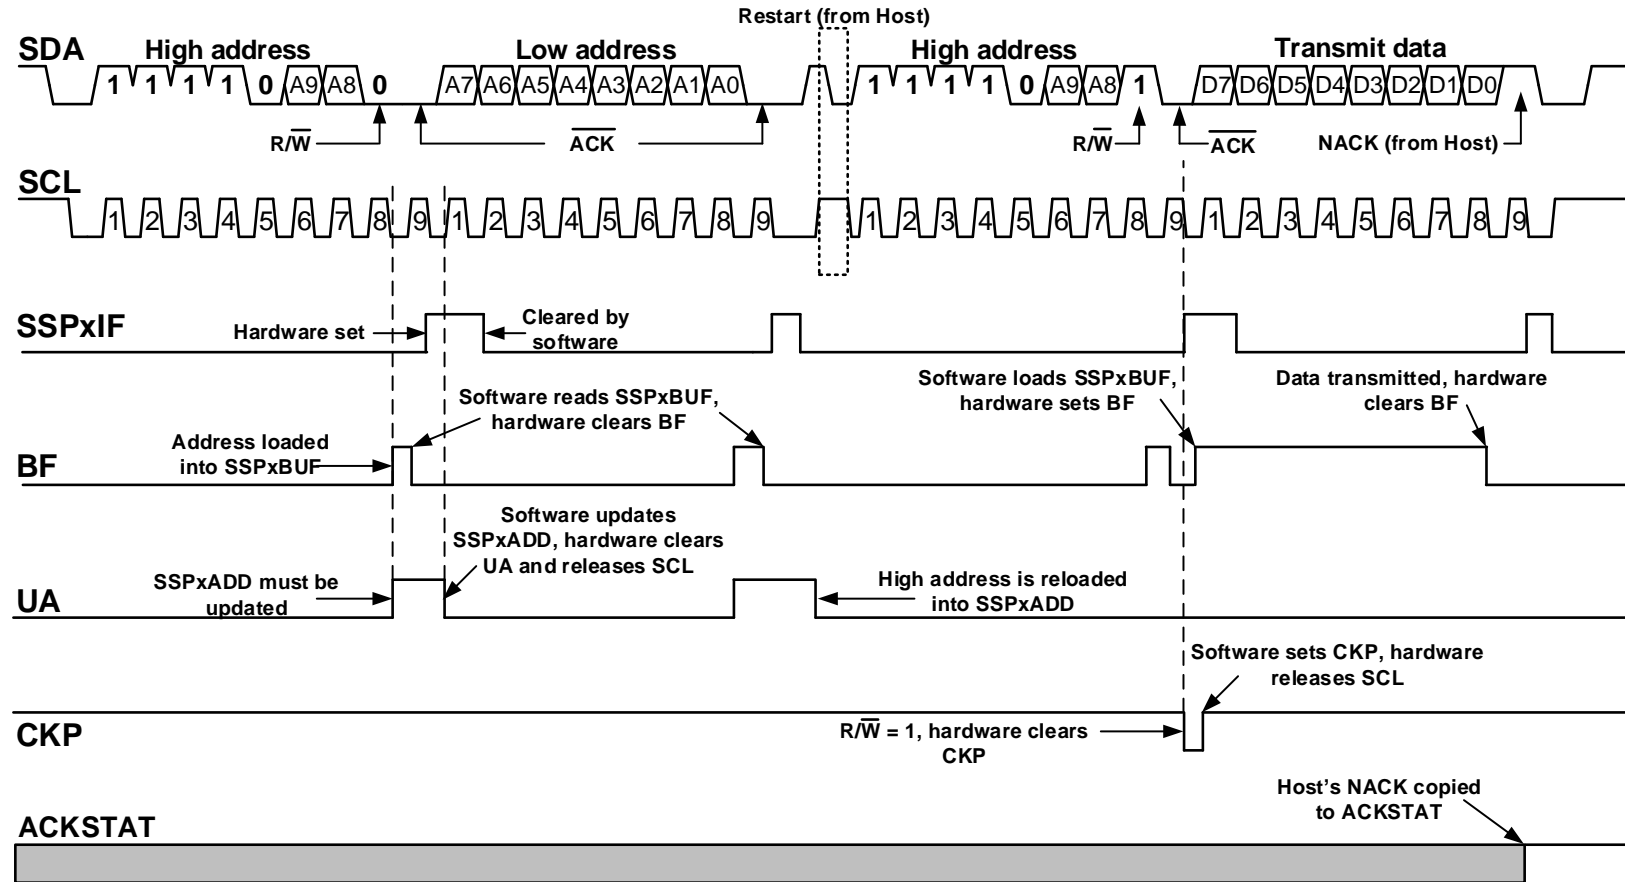 Restart (from Host)
SDA
High address
Low address
High address
Transmit data
1 1 1 1 0 A9 A8 0
A7 A6 A5 A4 A3 A2 A1 A0
1 1 1 1 0 A9 A8 1
D7 D6 D5 D4 D3 D2 D1 D0
R/W̅
A̅C̅K̅
R/W̅
A̅C̅K̅
NACK (from Host)
SCL
1 2 3 4 5 6 7 8 9 1 2 3 4 5 6 7 8 9
1 2 3 4 5 6 7 8 9 1 2 3 4 5 6 7 8 9
SSPxIF
Hardware set
Cleared by
software
Software reads SSPxBUF,
hardware clears BF
Software loads SSPxBUF,
hardware sets BF
Data transmitted, hardware
clears BF
BF
Address loaded
into SSPxBUF
Software updates
SSPxADD, hardware clears
UA and releases SCL
UA
SSPxADD must be
updated
High address is reloaded
into SSPxADD
Software sets CKP, hardware
releases SCL
CKP
R/W̅ = 1, hardware clears
CKP
Host's NACK copied
to ACKSTAT
ACKSTAT